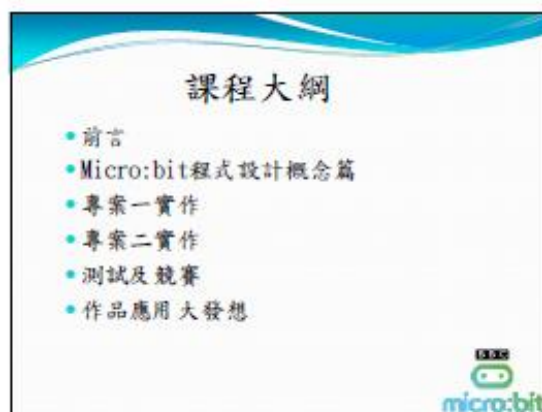 課程大綱
前言
Micro:bit程式設計概念篇
專案一實作
專案二實作
測試及競賽
作品應用大發想
BBC
micro:bit